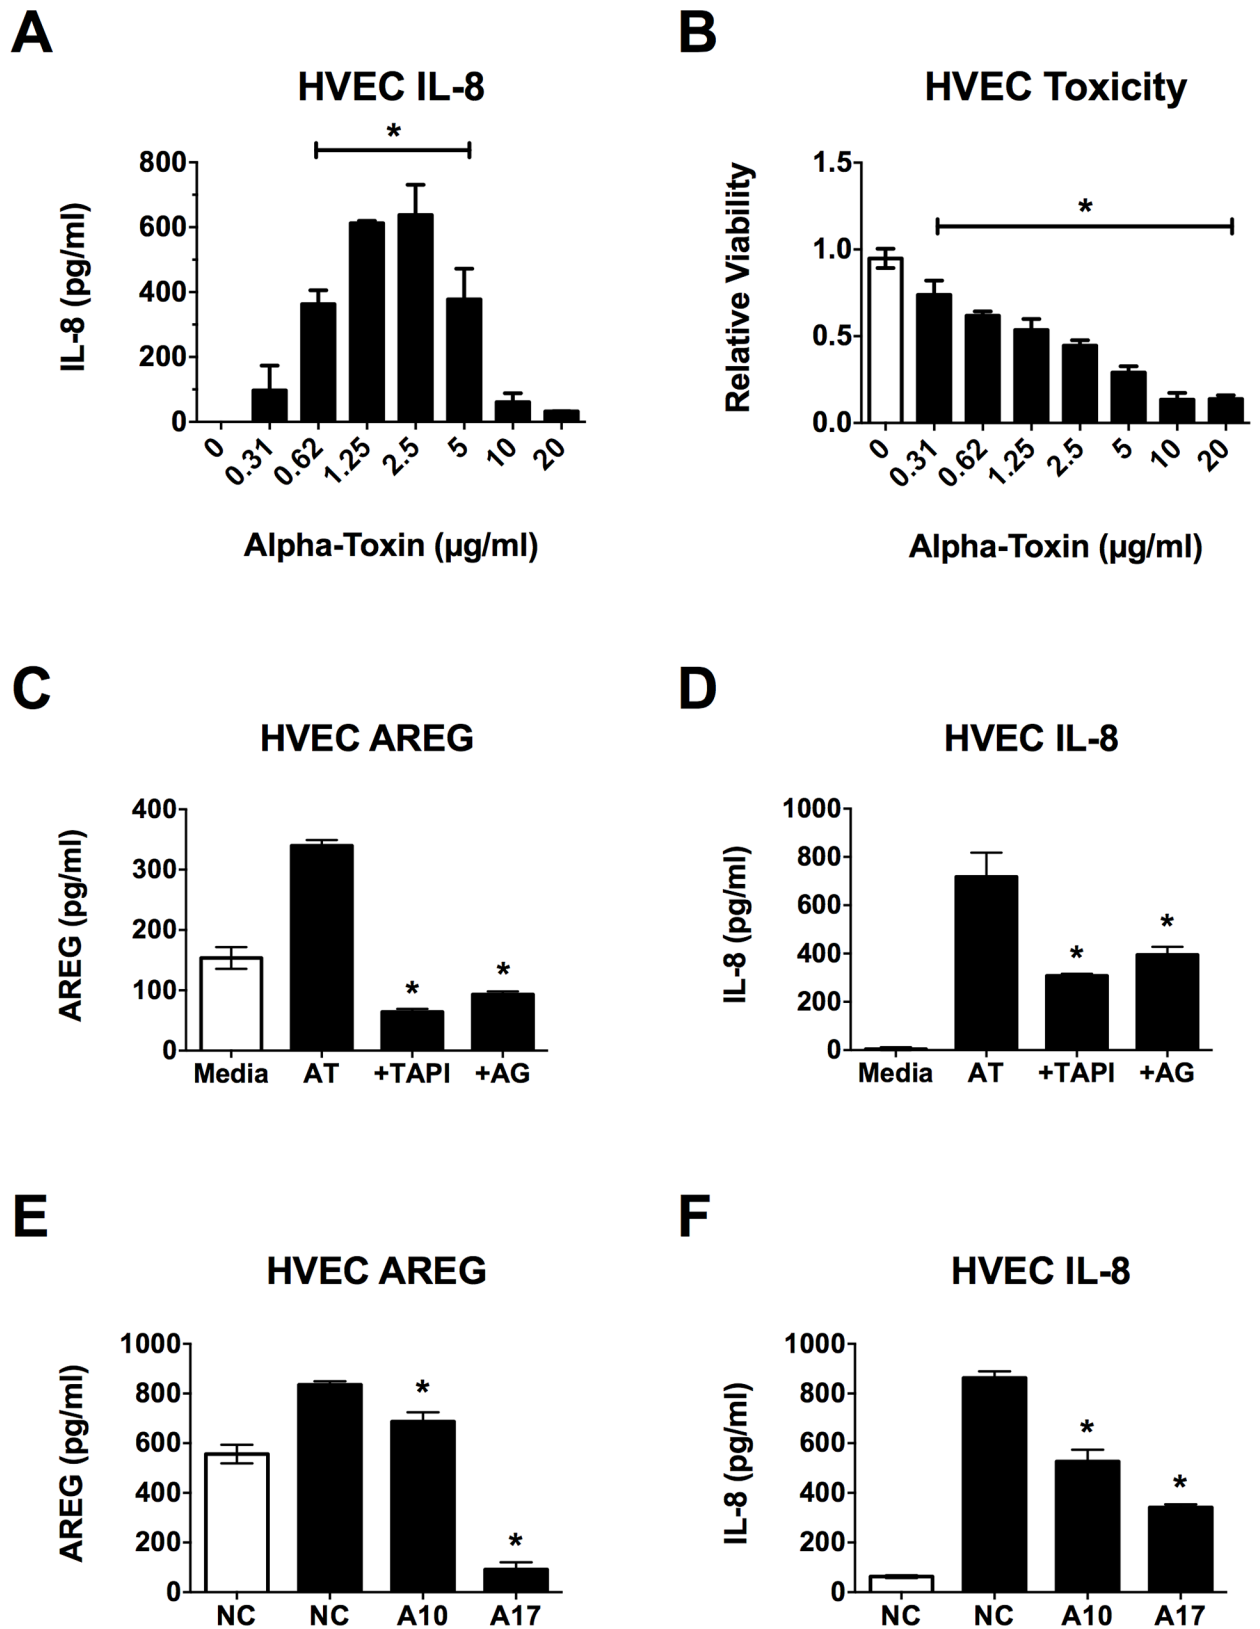 A
HVEC IL-8
*
IL-8 (pg/ml)
800
600
400
200
0
0 0.31 0.62 1.25 2.5 5 10 20
Alpha-Toxin (µg/ml)
B
HVEC Toxicity
*
Relative Viability
1.5
1.0
0.5
0.0
0 0.31 0.62 1.25 2.5 5 10 20
Alpha-Toxin (µg/ml)
C
HVEC AREG
AREG (pg/ml)
400
300
200
100
0
* *
Media AT +TAPI +AG
D
HVEC IL-8
IL-8 (pg/ml)
1000
800
600
400
200
0
* *
Media AT +TAPI +AG
E
HVEC AREG
AREG (pg/ml)
1000
800
600
400
200
0
* *
NC NC A10 A17
F
HVEC IL-8
IL-8 (pg/ml)
1000
800
600
400
200
0
* *
NC NC A10 A17